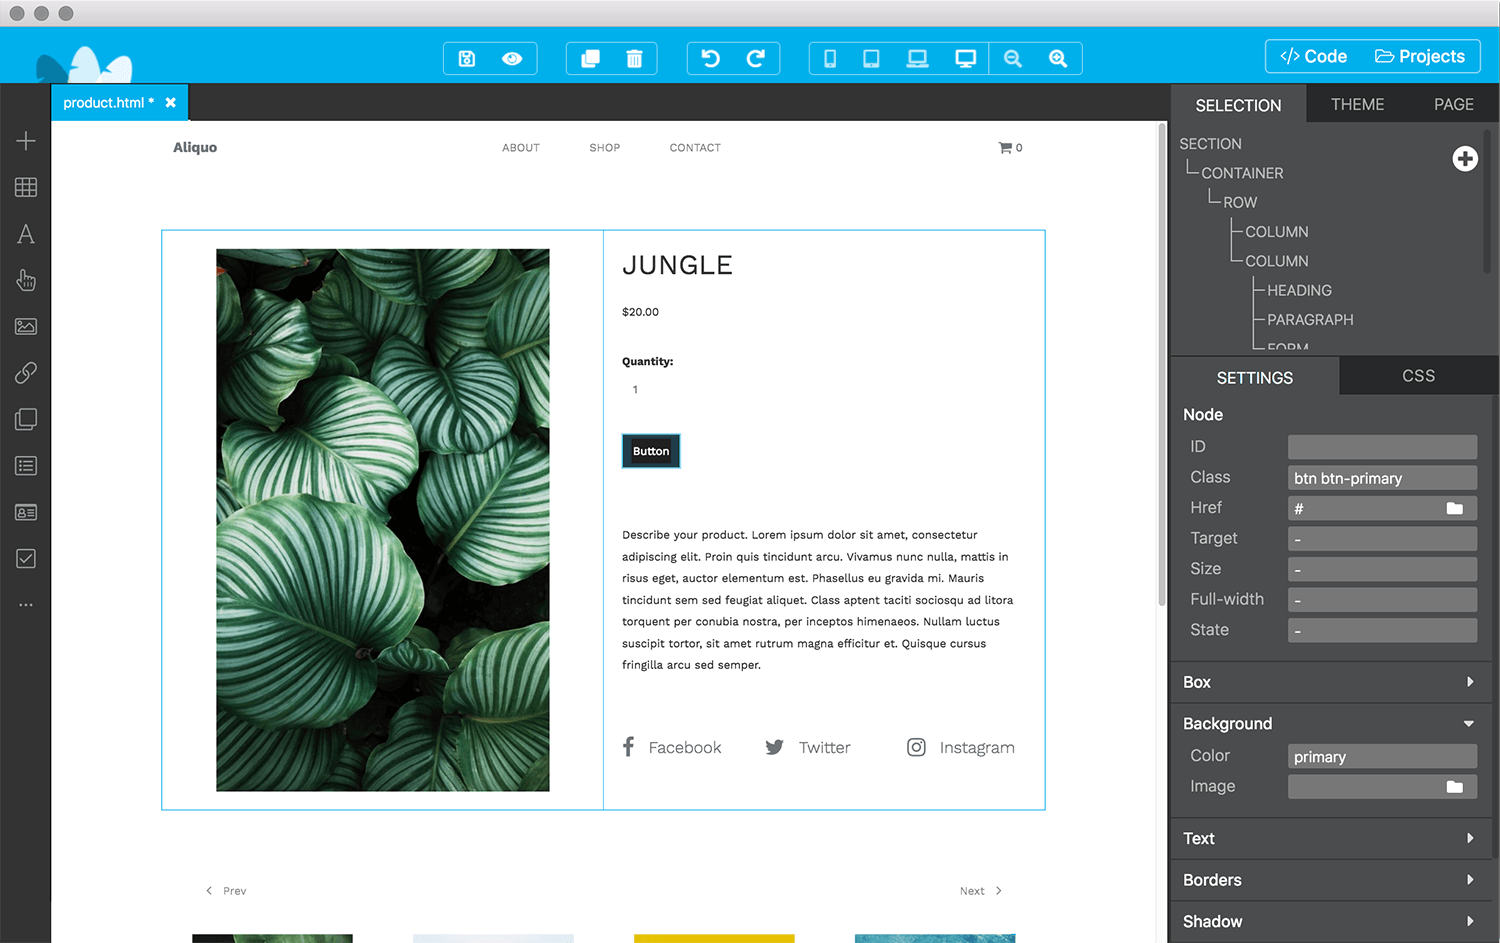 </> Code
Projects
product.html * ×
SELECTION THEME PAGE
Aliquo ABOUT SHOP CONTACT 0
SECTION
CONTAINER
ROW
COLUMN
COLUMN
HEADING
PARAGRAPH
FORM
JUNGLE
$20.00
Quantity:
1
Button
Describe your product. Lorem ipsum dolor sit amet, consectetur
adipiscing elit. Proin quis tincidunt arcu. Vivamus nunc nulla, mattis in
risus eget, auctor elementum est. Phasellus eu gravida mi. Mauris
tincidunt sem sed feugiat aliquet. Class aptent taciti sociosqu ad litora
torquent per conubia nostra, per inceptos himenaeos. Nullam luctus
suscipit tortor, sit amet rutrum magna efficitur et. Quisque cursus
fringilla arcu sed semper.
Facebook Twitter Instagram
Prev Next
SETTINGS CSS
Node
ID
Class btn btn-primary
Href #
Target -
Size -
Full-width -
State -
Box
Background
Color primary
Image
Text
Borders
Shadow